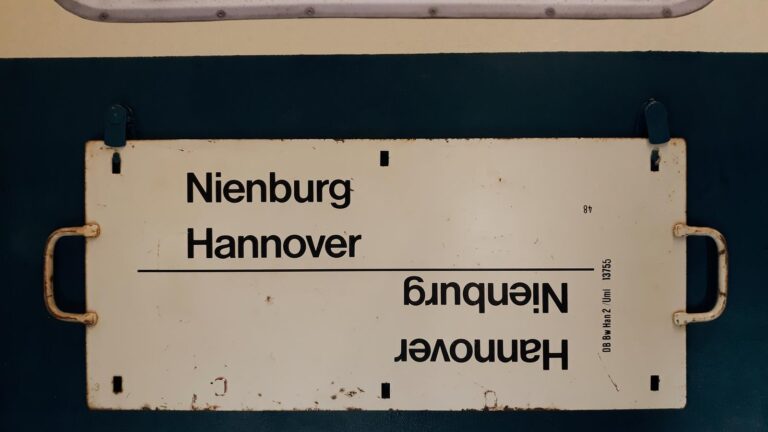 Nienburg
Hannover
48
DB Bw Han 2 /Uml 13755
Hannover
Nienburg